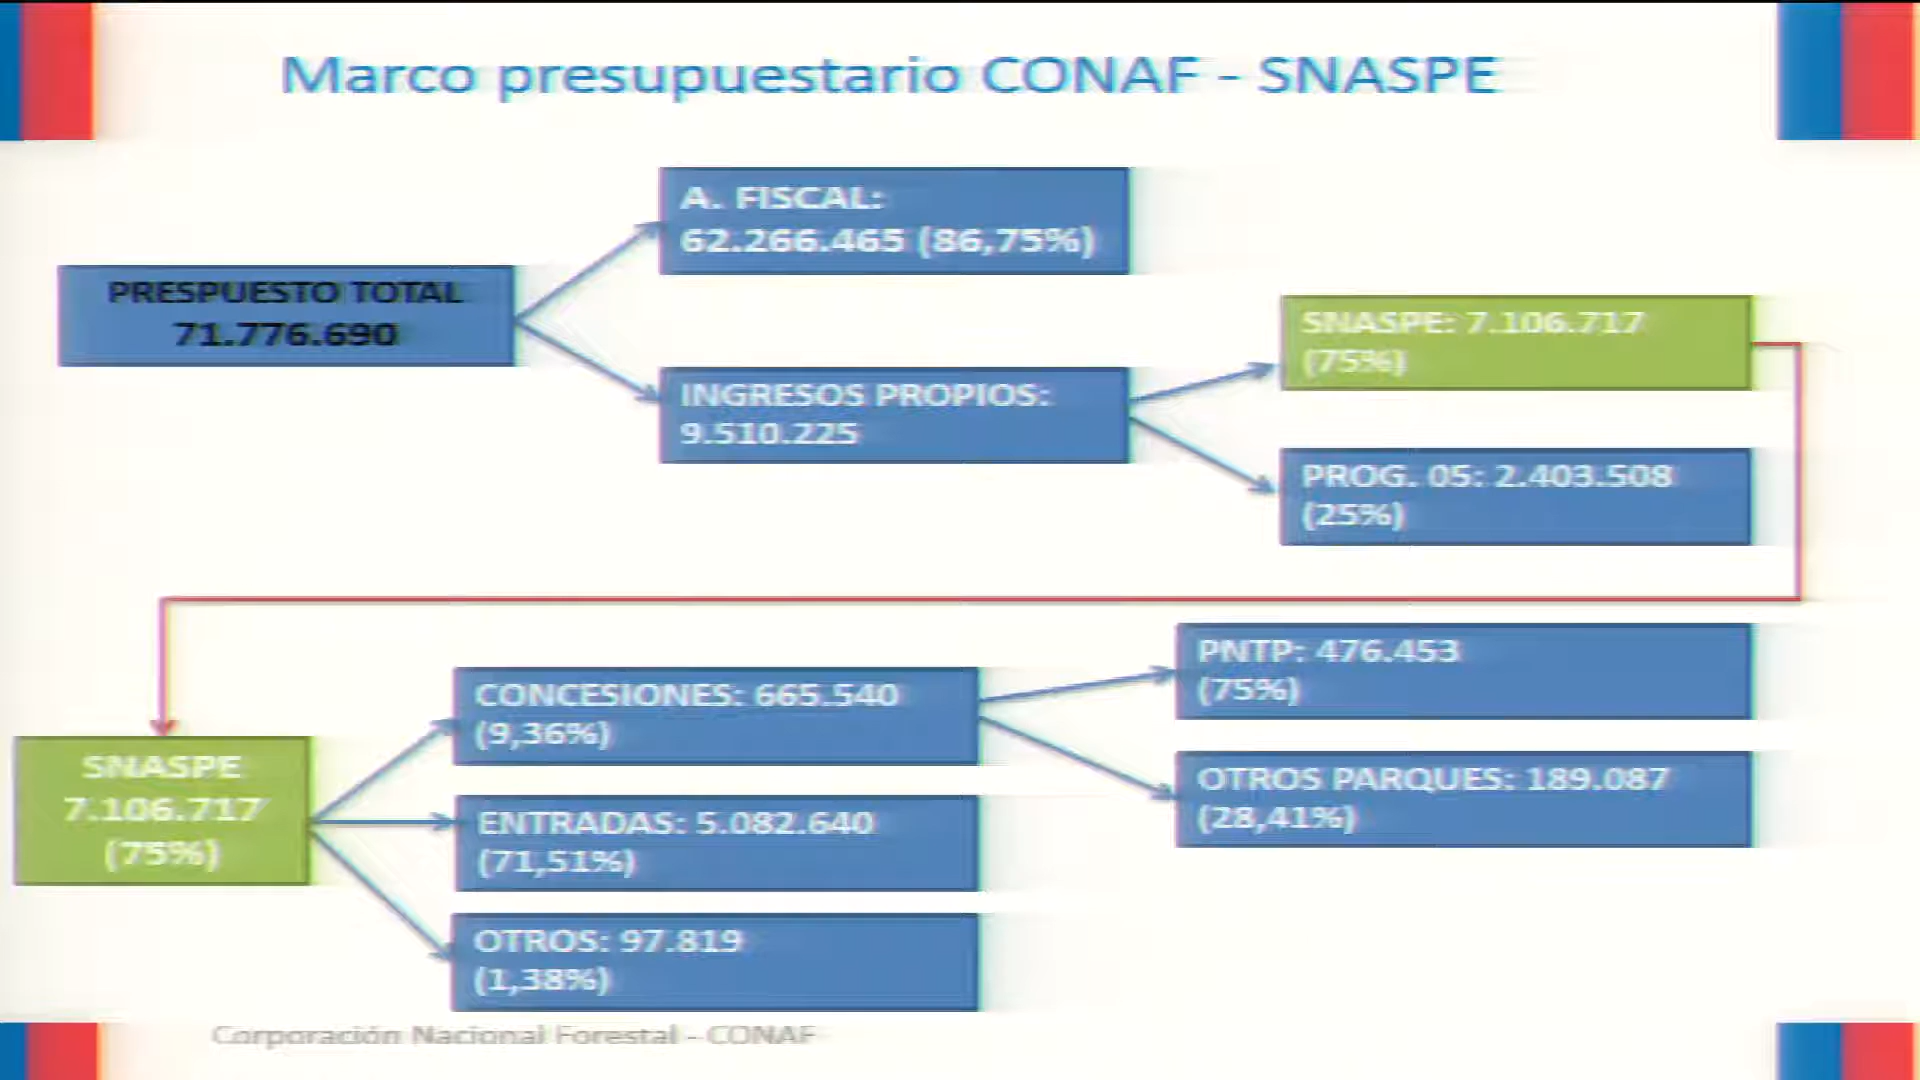 Marco presupuestario CONAF - SNASPE
A. FISCAL:
62.266.465 (86,75%)
PRESPUESTO TOTAL
71.776.690
SNASPE: 7.106.717
(75%)
INGRESOS PROPIOS:
9.510.225
PROG. 05: 2.403.508
(25%)
PNTP: 476.453
(75%)
CONCESIONES: 665.540
(9,36%)
SNASPE
7.106.717
(75%)
OTROS PARQUES: 189.087
(28,41%)
ENTRADAS: 5.082.640
(71,51%)
OTROS: 97.819
(1,38%)
Corporación Nacional Forestal - CONAF